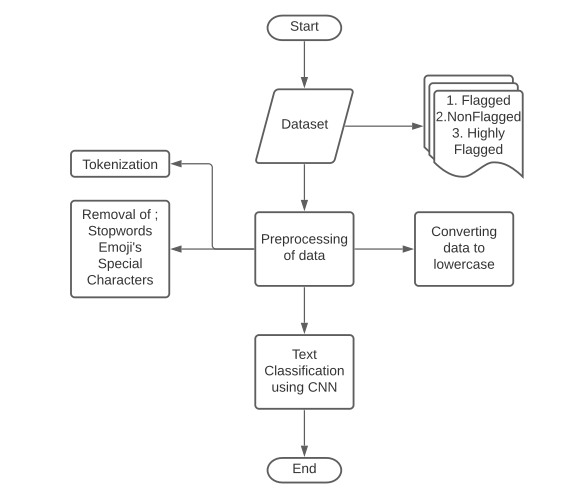 Start
Dataset
1. Flagged
2.NonFlagged
3. Highly
Flagged
Tokenization
Removal of ;
Stopwords
Emoji's
Special
Characters
Preprocessing
of data
Converting
data to
lowercase
Text
Classification
using CNN
End